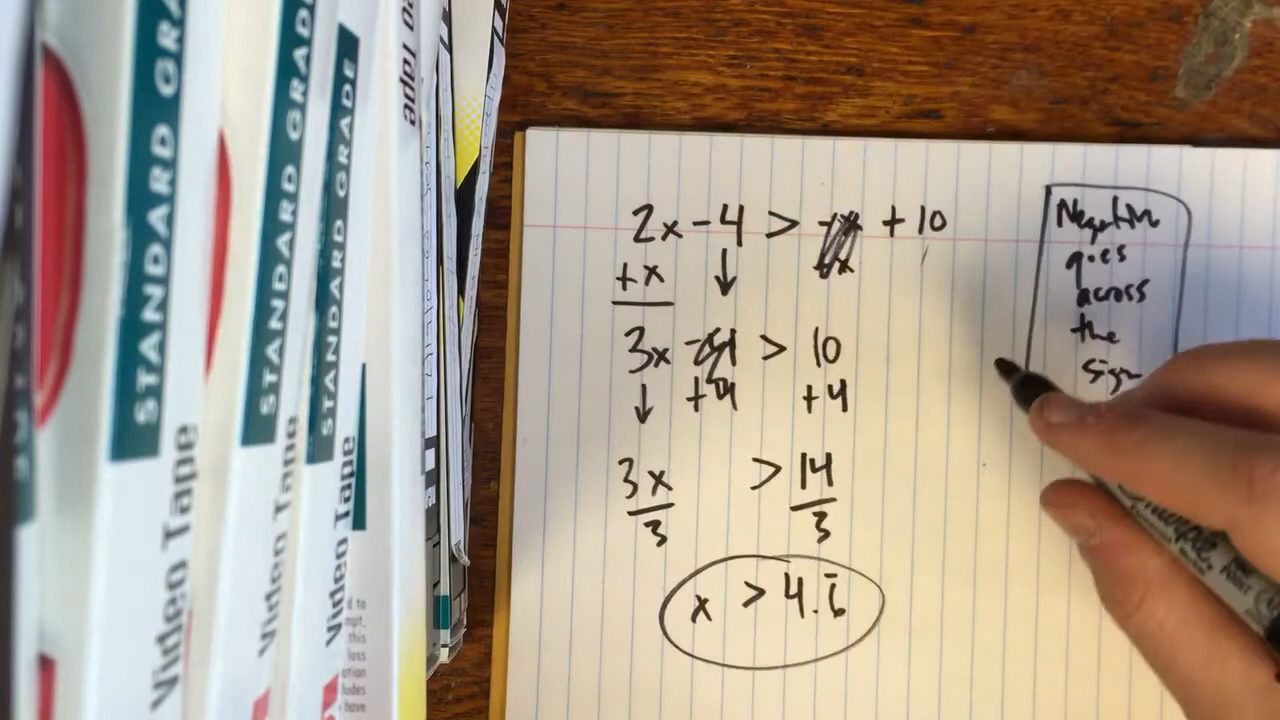 STANDARD GRA
Video Tape
STANDARD GRADE
Video Tape
STANDARD GRADE
Video Tape
Tape
2x - 4 > -x + 10
+x ↓ +x
3x - 4 > 10
↓ +4 +4
3x > 14
3 3
x > 4.6̅
Negative
goes
across
the
sign